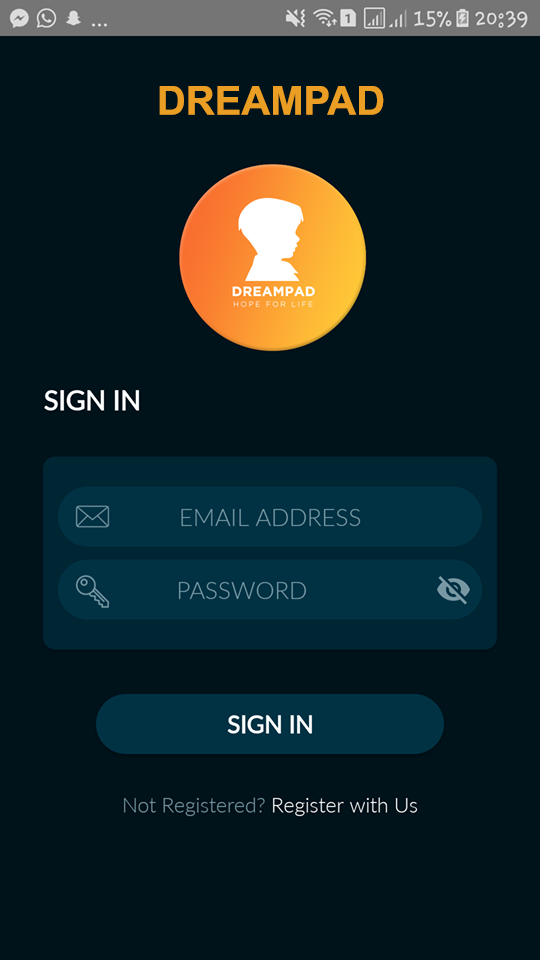 ... 1 15% 20:39
DREAMPAD
DREAMPAD
HOPE FOR LIFE
SIGN IN
EMAIL ADDRESS
PASSWORD
SIGN IN
Not Registered? Register with Us